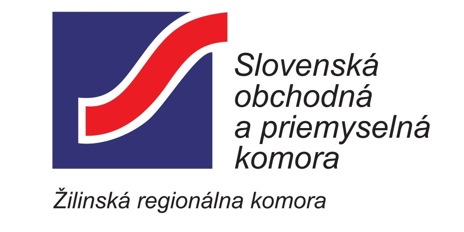 Slovenská
obchodná
a priemyselná
komora
Žilinská regionálna komora